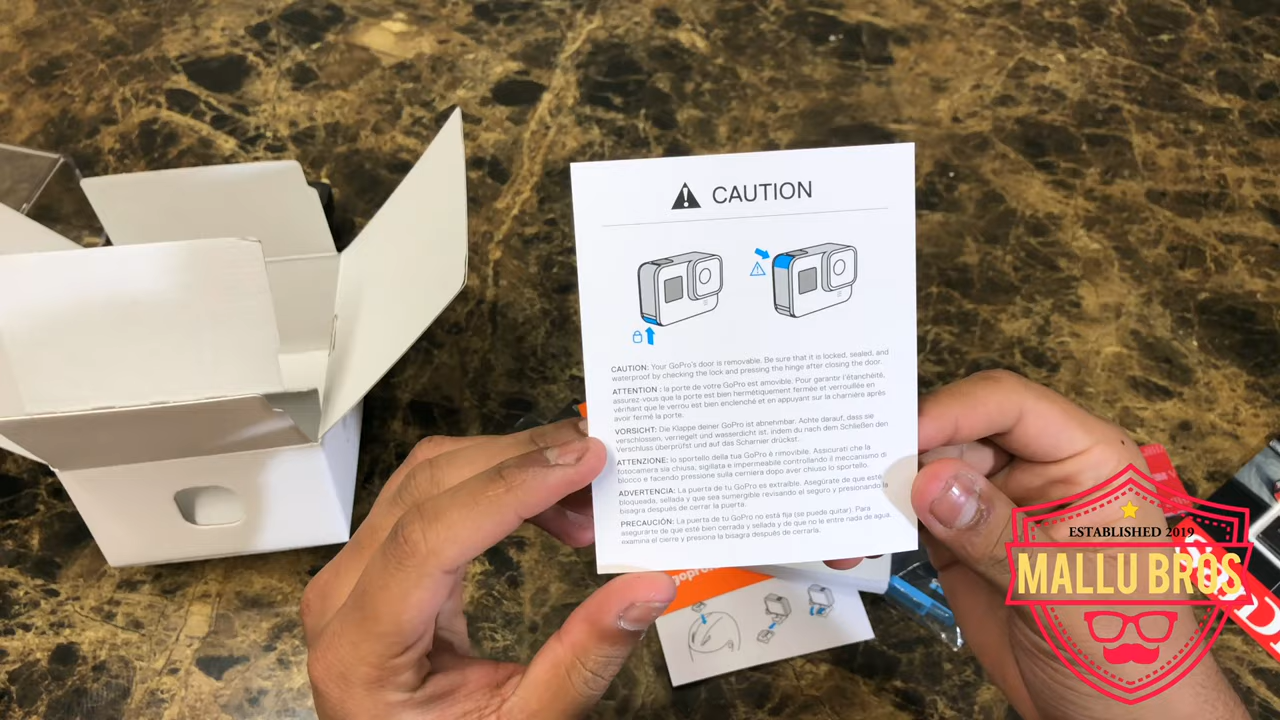 CAUTION
CAUTION: Your GoPro's door is removable. Be sure that it is locked, sealed, and
waterproof by checking the lock and pressing the hinge after closing the door.
ATTENTION : la porte de votre GoPro est amovible. Pour garantir l'étanchéité,
assurez-vous que la porte est bien hermétiquement fermée et verrouillée en
vérifiant que le verrou est bien enclenché et en appuyant sur la charnière après
avoir fermé la porte.
VORSICHT: Die Klappe deiner GoPro ist abnehmbar. Achte darauf, dass sie
verschlossen, verriegelt und wasserdicht ist, indem du nach dem Schließen den
Verschluss überprüfst und auf das Scharnier drückst.
ATTENZIONE: lo sportello della tua GoPro è rimovibile. Assicurati che la
fotocamera sia chiusa, sigillata e impermeabile controllando il meccanismo di
blocco e facendo pressione sulla cerniera dopo aver chiuso lo sportello.
ADVERTENCIA: La puerta de tu GoPro es extraíble. Asegúrate de que esté
bloqueada, sellada y que sea sumergible revisando el seguro y presionando la
bisagra después de cerrar la puerta.
PRECAUCIÓN: La puerta de tu GoPro no está fija (se puede quitar). Para
asegurarte de que esté bien cerrada y sellada y de que no le entre nada de agua,
examina el cierre y presiona la bisagra después de cerrarla.
gopro.
ESTABLISHED 2019
MALLU BROS